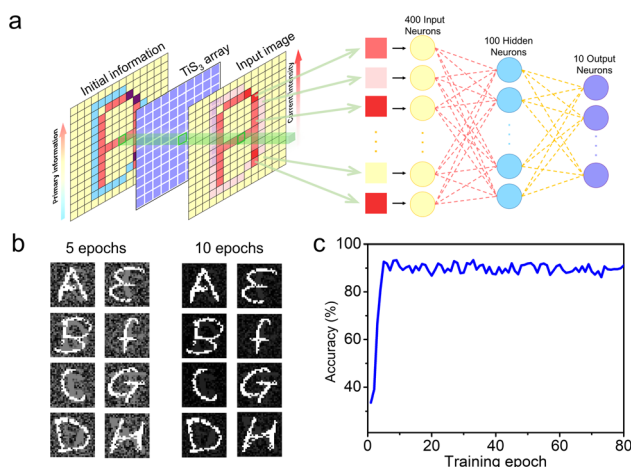 a
Initial information
TiS₃ array
Input image
Primary information
Current intensity
400 Input
Neurons
100 Hidden
Neurons
10 Output
Neurons
b
5 epochs
10 epochs
A E
B f
C G
D H
A E
B f
C G
D H
c
100
80
60
40
Accuracy (%)
0 20 40 60 80
Training epoch